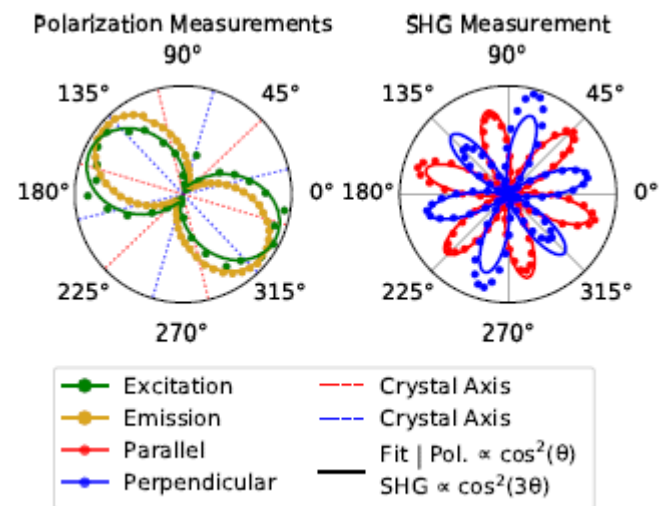 Polarization Measurements
SHG Measurement
90°
90°
135°
45°
135°
45°
180°
0°
180°
0°
225°
315°
225°
315°
270°
270°
Excitation
Emission
Parallel
Perpendicular
Crystal Axis
Crystal Axis
Fit | Pol. ∝ cos²(θ)
SHG ∝ cos²(3θ)